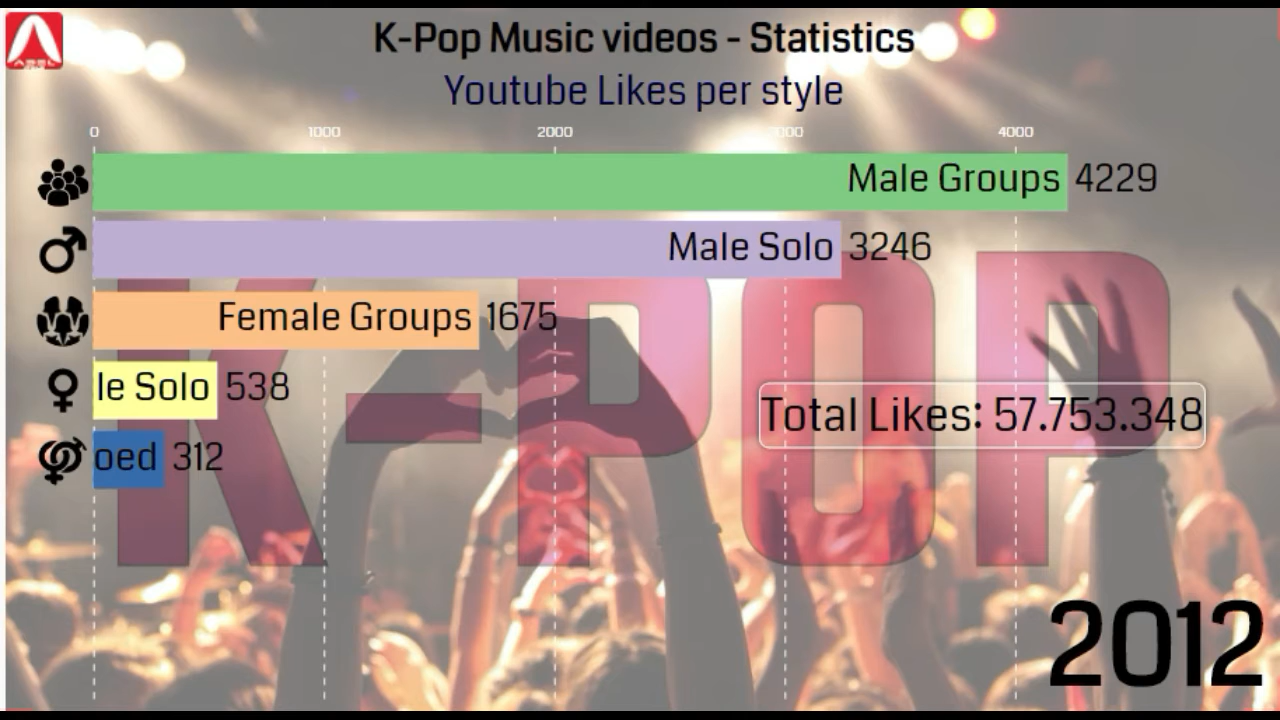 K-Pop Music videos - Statistics
Youtube Likes per style
0 1000 2000 3000 4000
Male Groups 4229
Male Solo 3246
Female Groups 1675
le Solo 538
oed 312
Total Likes: 57.753.348
K-POP
2012